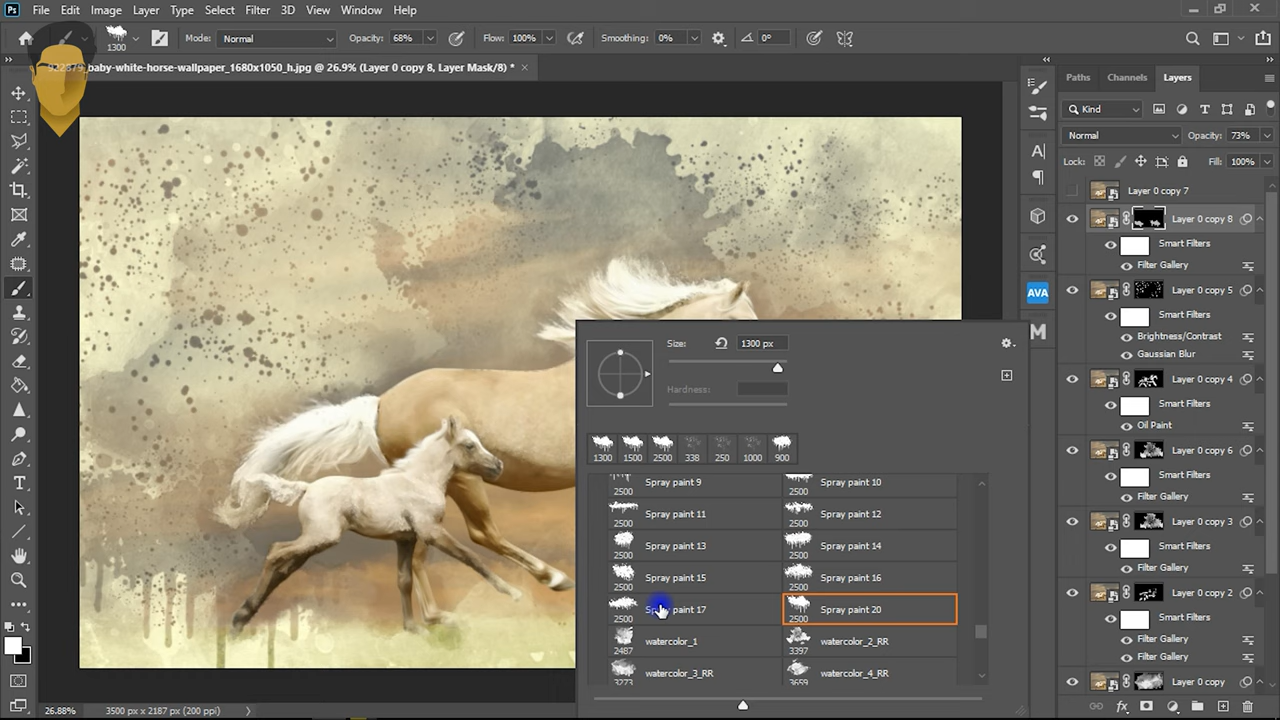 Ps File Edit Image Layer Type Select Filter 3D View Window Help
1300 Mode: Normal Opacity: 68% Flow: 100% Smoothing: 0% 0°
baby-white-horse-wallpaper_1680x1050_h.jpg @ 26.9% (Layer 0 copy 8, Layer Mask/8) * ×
Paths Channels Layers
Kind
Normal Opacity: 73%
Lock: Fill: 100%
Layer 0 copy 7
Layer 0 copy 8
Smart Filters
Filter Gallery
Layer 0 copy 5
Smart Filters
Brightness/Contrast
Gaussian Blur
Layer 0 copy 4
Smart Filters
Oil Paint
Layer 0 copy 6
Smart Filters
Filter Gallery
Layer 0 copy 3
Smart Filters
Filter Gallery
Layer 0 copy 2
Smart Filters
Filter Gallery
Filter Gallery
Layer 0 copy
AVA
M
Size: 1300 px
Hardness:
1300 1500 2500 338 250 1000 900
2500 Spray paint 9 2500 Spray paint 10
2500 Spray paint 11 2500 Spray paint 12
2500 Spray paint 13 2500 Spray paint 14
2500 Spray paint 15 2500 Spray paint 16
2500 Spray paint 17 2500 Spray paint 20
2487 watercolor_1 3397 watercolor_2_RR
3273 watercolor_3_RR 3659 watercolor_4_RR
26.88% 3500 px x 2187 px (200 ppi)